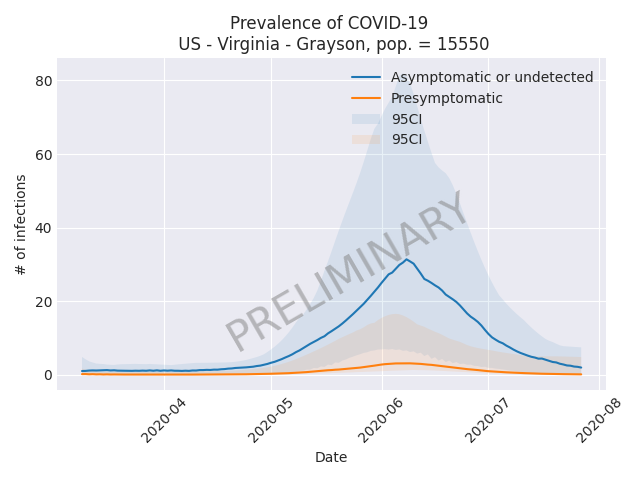 Prevalence of COVID-19
US - Virginia - Grayson, pop. = 15550
Asymptomatic or undetected
Presymptomatic
95CI
95CI
PRELIMINARY
# of infections
80
60
40
20
0
2020-04
2020-05
2020-06
2020-07
2020-08
Date